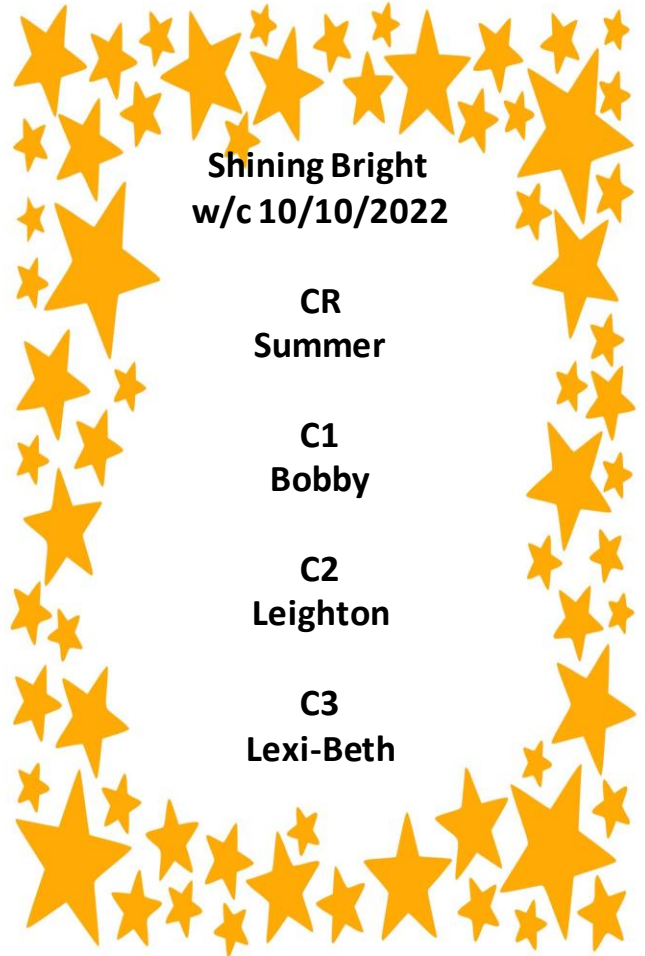 Shining Bright
w/c 10/10/2022
CR
Summer
C1
Bobby
C2
Leighton
C3
Lexi-Beth